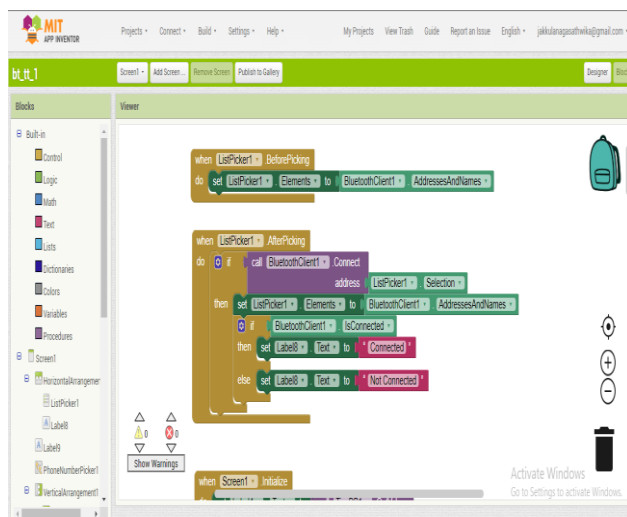 MIT
APP INVENTOR
Projects Connect Build Settings Help My Projects View Trash Guide Report an Issue English jakkulanagasathwika@gmail.com
bt_tt_1 Screen1 Add Screen ... Remove Screen Publish to Gallery Designer
Blocks Viewer
Built-in
Control
Logic
Math
Text
Lists
Dictionaries
Colors
Variables
Procedures
Screen1
HorizontalArrangemer
ListPicker1
Label8
Label9
PhoneNumberPicker1
VerticalArrangement1
when ListPicker1 BeforePicking
do set ListPicker1 . Elements to BluetoothClient1 . AddressesAndNames
when ListPicker1 AfterPicking
do if call BluetoothClient1 .Connect
address ListPicker1 . Selection
then set ListPicker1 . Elements to BluetoothClient1 . AddressesAndNames
if BluetoothClient1 . IsConnected
then set Label8 . Text to " Connected "
else set Label8 . Text to " Not Connected "
0 0
Show Warnings
when Screen1 .Initialize
Activate Windows
Go to Settings to activate Windows.